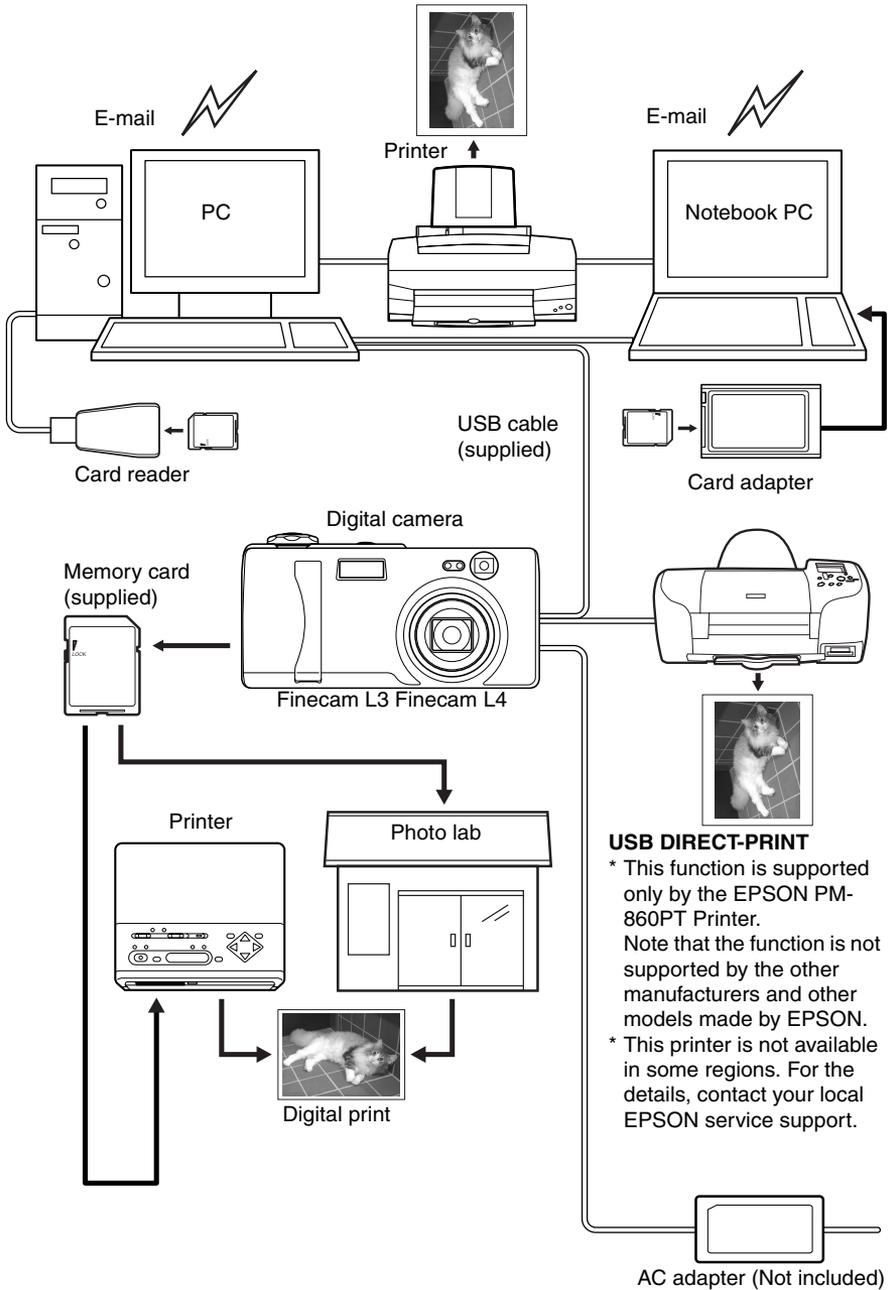 E-mail
E-mail
Printer
PC
Notebook PC
USB cable
(supplied)
Card reader
Card adapter
Digital camera
Memory card
(supplied)
LOCK
Finecam L3 Finecam L4
Printer
Photo lab
USB DIRECT-PRINT
* This function is supported
only by the EPSON PM-
860PT Printer.
Note that the function is not
supported by the other
manufacturers and other
models made by EPSON.
* This printer is not available
in some regions. For the
details, contact your local
EPSON service support.
Digital print
AC adapter (Not included)